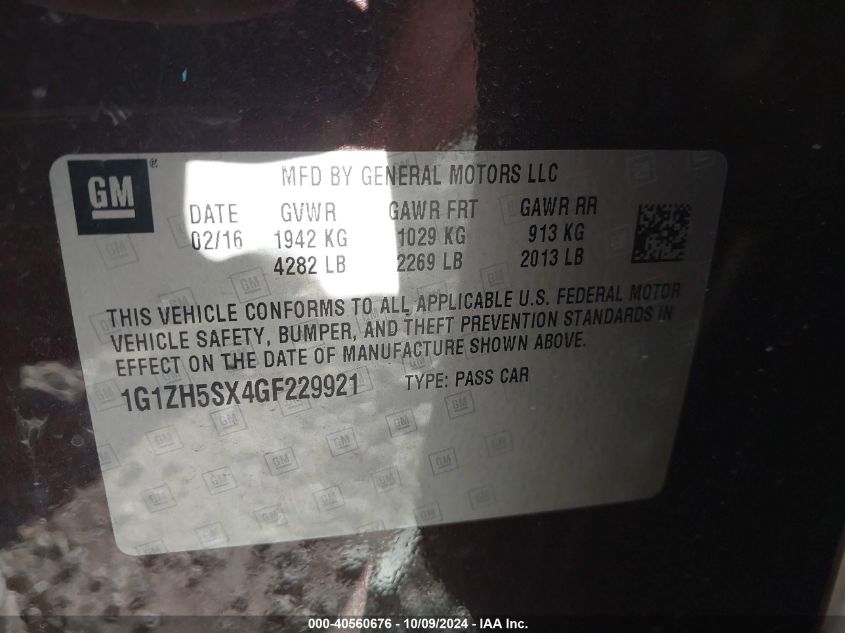 GM ®
MFD BY GENERAL MOTORS LLC
DATE GVWR GAWR FRT GAWR RR
02/16 1942 KG 1029 KG 913 KG
4282 LB 2269 LB 2013 LB
THIS VEHICLE CONFORMS TO ALL APPLICABLE U.S. FEDERAL MOTOR
VEHICLE SAFETY, BUMPER, AND THEFT PREVENTION STANDARDS IN
EFFECT ON THE DATE OF MANUFACTURE SHOWN ABOVE.
1G1ZH5SX4GF229921 TYPE: PASS CAR
000-40560676 - 10/09/2024 - IAA Inc.